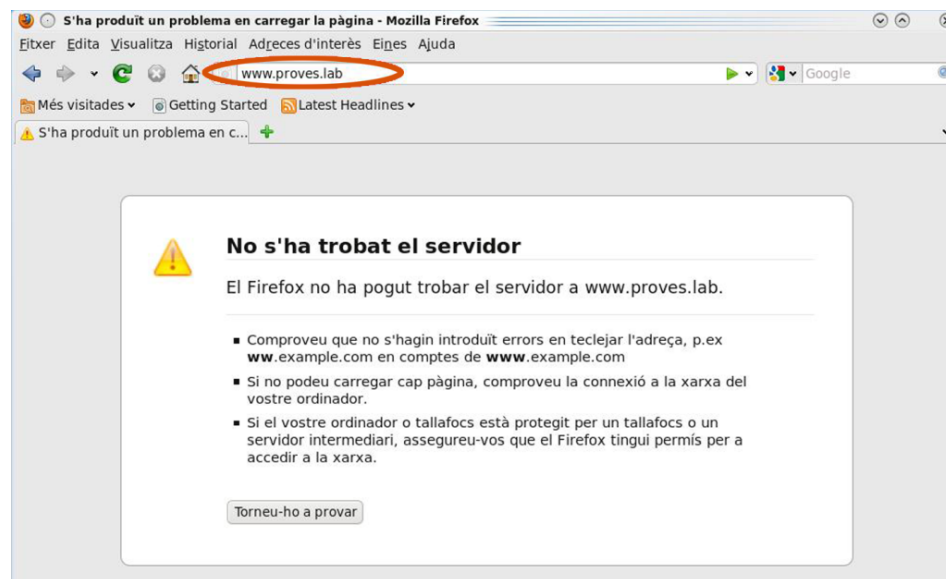 S'ha produït un problema en carregar la pàgina - Mozilla Firefox
Fitxer Edita Visualitza Historial Adreces d'interès Eines Ajuda
www.proves.lab Google
Més visitades Getting Started Latest Headlines
S'ha produït un problema en c...
No s'ha trobat el servidor
El Firefox no ha pogut trobar el servidor a www.proves.lab.
Comproveu que no s'hagin introduït errors en teclejar l'adreça, p.ex
ww.example.com en comptes de www.example.com
Si no podeu carregar cap pàgina, comproveu la connexió a la xarxa del
vostre ordinador.
Si el vostre ordinador o tallafocs està protegit per un tallafocs o un
servidor intermediari, assegureu-vos que el Firefox tingui permís per a
accedir a la xarxa.
Torneu-ho a provar